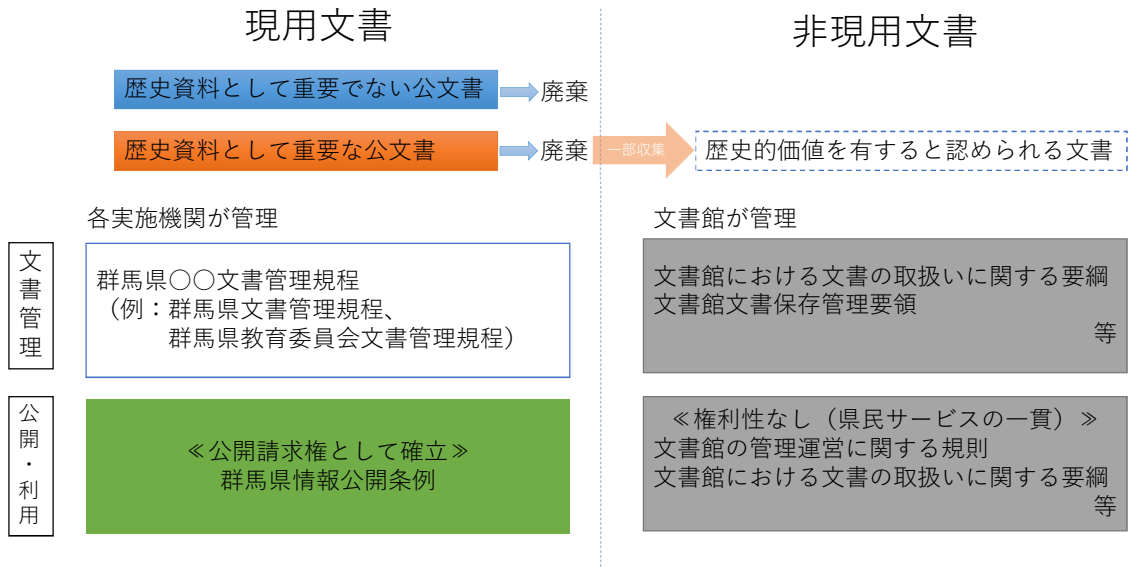 現用文書
非現用文書
歴史資料として重要でない公文書
廃棄
歴史資料として重要な公文書
廃棄
一部収集
歴史的価値を有すると認められる文書
各実施機関が管理
文書館が管理
文書管理
群馬県○○文書管理規程
（例：群馬県文書管理規程、
群馬県教育委員会文書管理規程）
文書館における文書の取扱いに関する要綱
文書館文書保存管理要領
等
公開・利用
≪公開請求権として確立≫
群馬県情報公開条例
≪権利性なし（県民サービスの一貫）≫
文書館の管理運営に関する規則
文書館における文書の取扱いに関する要綱
等